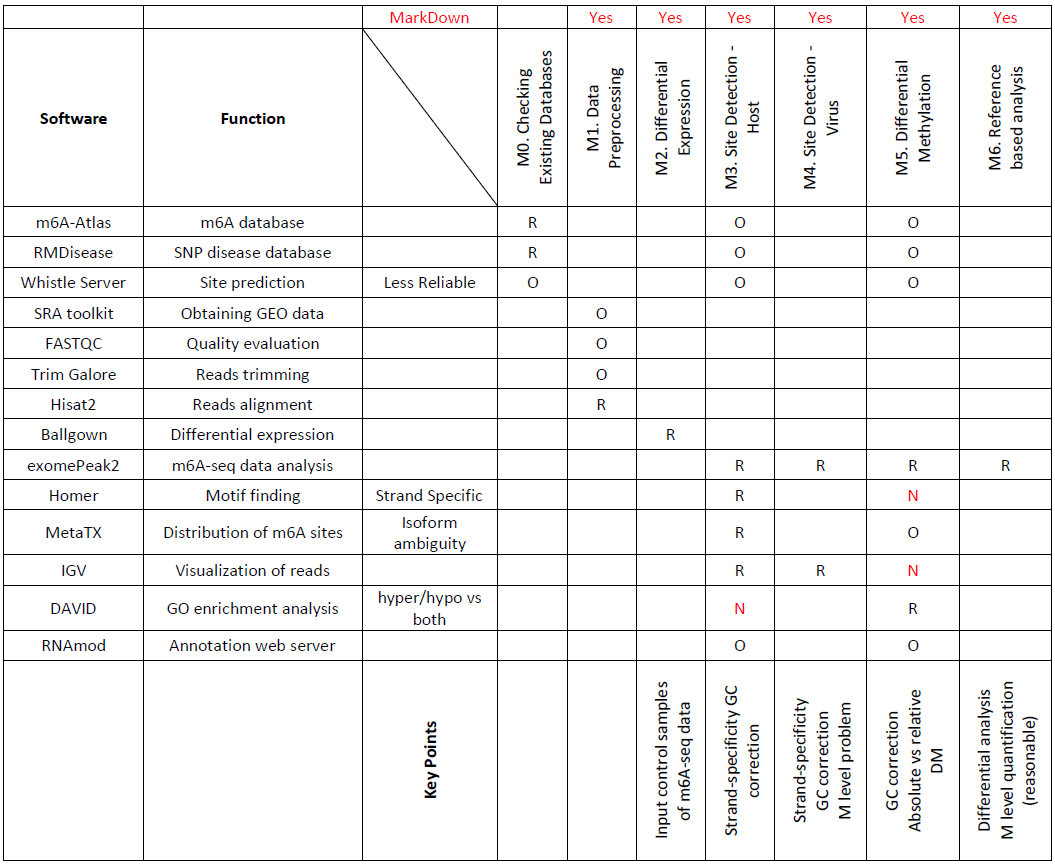 MarkDown Yes Yes Yes Yes Yes Yes
Software Function M0. Checking Existing Databases M1. Data Preprocessing M2. Differential Expression M3. Site Detection - Host M4. Site Detection - Virus M5. Differential Methylation M6. Reference based analysis
m6A-Atlas m6A database R O O
RMDisease SNP disease database R O O
Whistle Server Site prediction Less Reliable O O O
SRA toolkit Obtaining GEO data O
FASTQC Quality evaluation O
Trim Galore Reads trimming O
Hisat2 Reads alignment R
Ballgown Differential expression R
exomePeak2 m6A-seq data analysis R R R R
Homer Motif finding Strand Specific R N
MetaTX Distribution of m6A sites Isoform ambiguity R O
IGV Visualization of reads R R N
DAVID GO enrichment analysis hyper/hypo vs both N R
RNAmod Annotation web server O O
Key Points Input control samples of m6A-seq data Strand-specificity GC correction Strand-specificity GC correction M level problem GC correction Absolute vs relative DM Differential analysis M level quantification (reasonable)